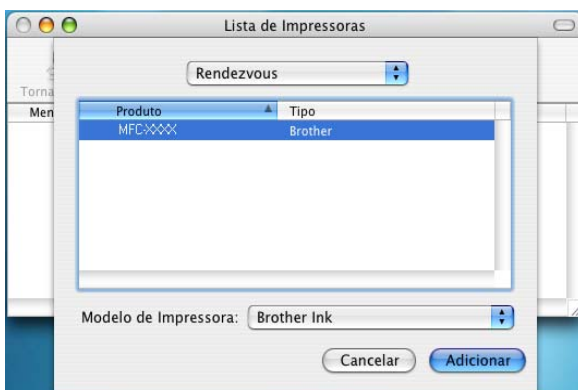 Lista de Impressoras
Rendezvous
Torna
Men
Produto Tipo
MFC-XXXX Brother
Modelo de Impressora: Brother Ink
Cancelar Adicionar